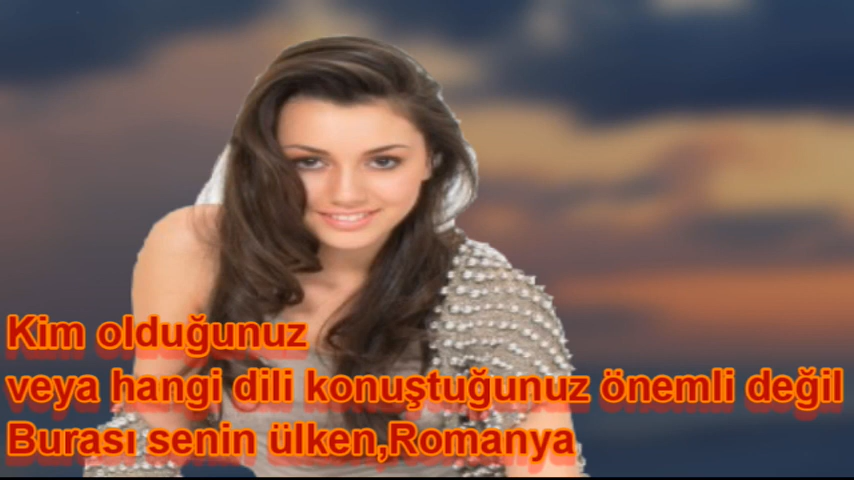 Kim olduğunuz
veya hangi dili konuştuğunuz önemli değil
Burası senin ülken,Romanya